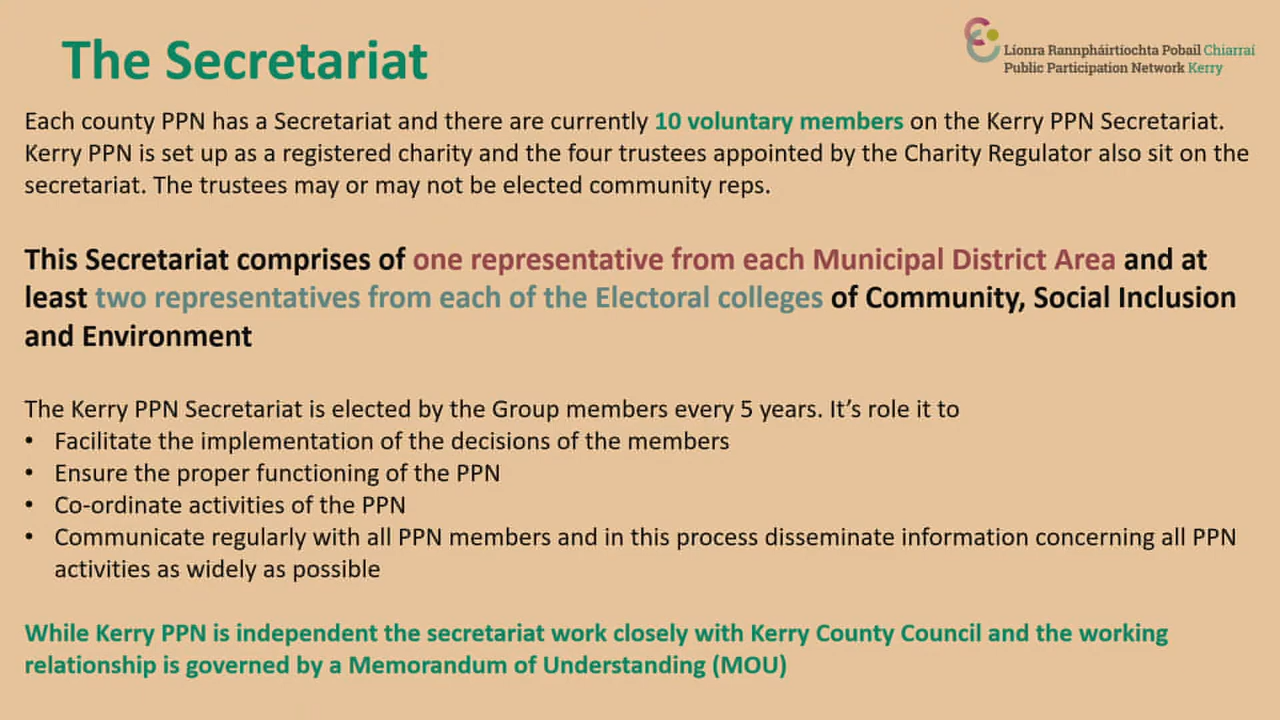 The Secretariat
Líonra Rannpháirtíochta Pobail Chiarraí
Public Participation Network Kerry
Each county PPN has a Secretariat and there are currently 10 voluntary members on the Kerry PPN Secretariat.
Kerry PPN is set up as a registered charity and the four trustees appointed by the Charity Regulator also sit on the
secretariat. The trustees may or may not be elected community reps.
This Secretariat comprises of one representative from each Municipal District Area and at
least two representatives from each of the Electoral colleges of Community, Social Inclusion
and Environment
The Kerry PPN Secretariat is elected by the Group members every 5 years. It's role it to
• Facilitate the implementation of the decisions of the members
• Ensure the proper functioning of the PPN
• Co-ordinate activities of the PPN
• Communicate regularly with all PPN members and in this process disseminate information concerning all PPN
activities as widely as possible
While Kerry PPN is independent the secretariat work closely with Kerry County Council and the working
relationship is governed by a Memorandum of Understanding (MOU)